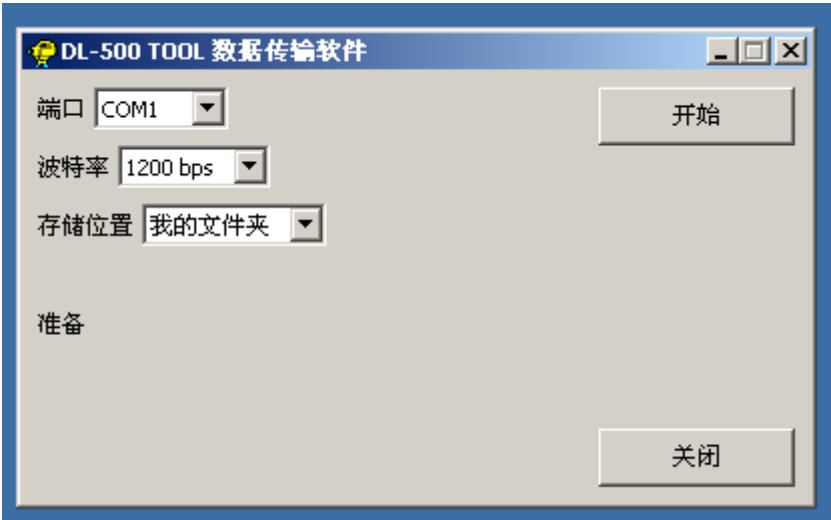 DL-500 TOOL 数据传输软件
端口 COM1
开始
波特率 1200 bps
存储位置 我的文件夹
准备
关闭